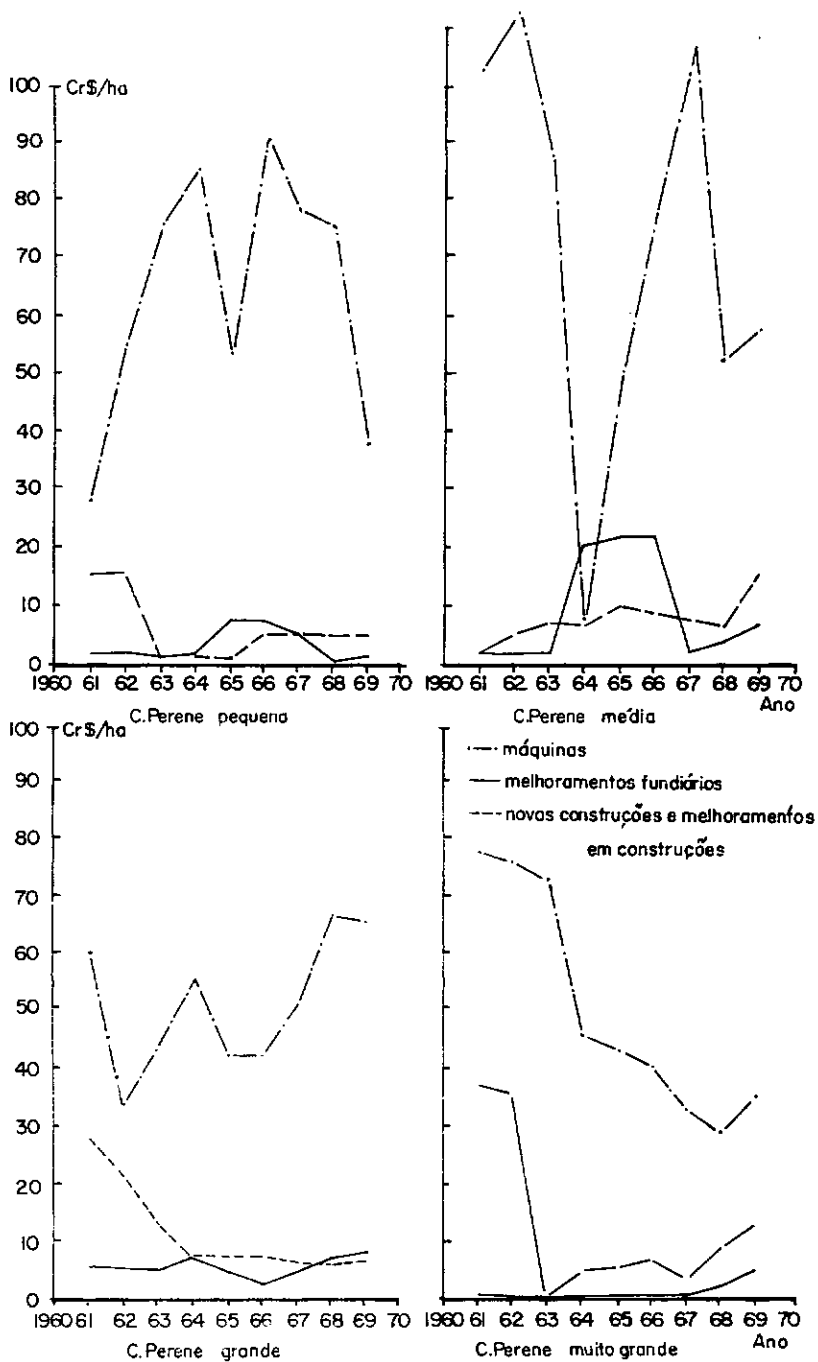 Cr$/ha
100
90
80
70
60
50
40
30
20
10
0
1960 61 62 63 64 65 66 67 68 69 70
C.Perene pequena
1960 61 62 63 64 65 66 67 68 69 70
Ano
C.Perene média
Cr$/ha
100
90
80
70
60
50
40
30
20
10
0
1960 61 62 63 64 65 66 67 68 69 70
C.Perene grande
máquinas
melhoramentos fundiários
novas construções e melhoramentos
em construções
1960 61 62 63 64 65 66 67 68 69 70
Ano
C.Perene muito grande